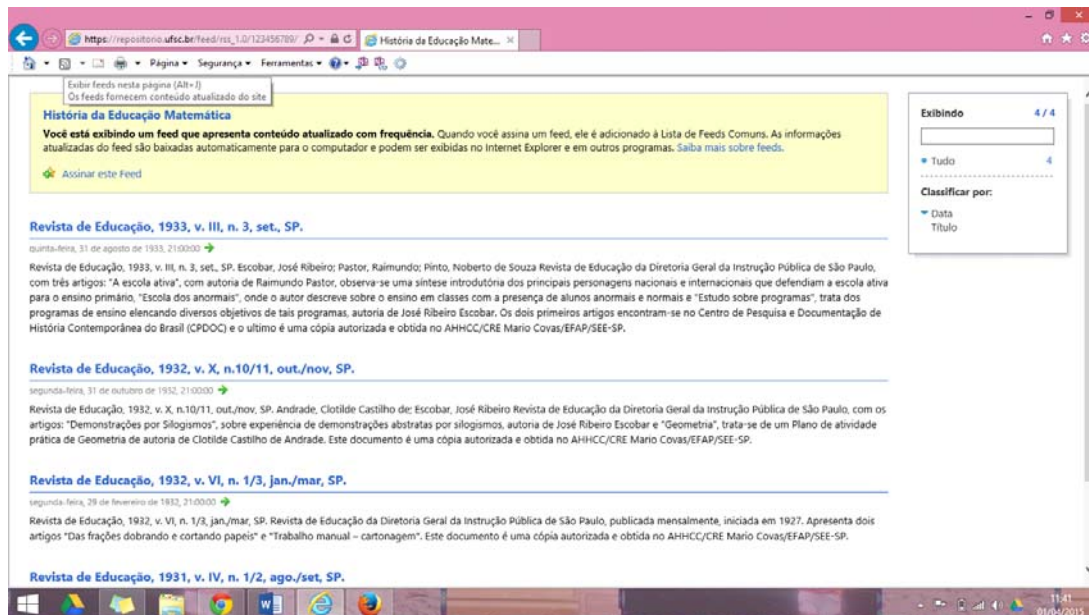 https://repositorio.ufsc.br/feed/rss_1.0/123456789/
História da Educação Mate...
Página Segurança Ferramentas
Exibir feeds nesta página (Alt+J)
Os feeds fornecem conteúdo atualizado do site
História da Educação Matemática
Você está exibindo um feed que apresenta conteúdo atualizado com frequência. Quando você assina um feed, ele é adicionado à Lista de Feeds Comuns. As informações
atualizadas do feed são baixadas automaticamente para o computador e podem ser exibidas no Internet Explorer e em outros programas. Saiba mais sobre feeds.
Assinar este Feed
Exibindo 4 / 4
Tudo 4
Classificar por:
Data
Título
Revista de Educação, 1933, v. III, n. 3, set., SP.
quinta-feira, 31 de agosto de 1933, 21:00:00
Revista de Educação, 1933, v. III, n. 3, set., SP. Escobar, José Ribeiro; Pastor, Raimundo; Pinto, Noberto de Souza Revista de Educação da Diretoria Geral da Instrução Pública de São Paulo,
com três artigos: "A escola ativa", com autoria de Raimundo Pastor, observa-se uma síntese introdutória dos principais personagens nacionais e internacionais que defendiam a escola ativa
para o ensino primário, "Escola dos anormais", onde o autor descreve sobre o ensino em classes com a presença de alunos anormais e normais e "Estudo sobre programas", trata dos
programas de ensino elencando diversos objetivos de tais programas, autoria de José Ribeiro Escobar. Os dois primeiros artigos encontram-se no Centro de Pesquisa e Documentação de
História Contemporânea do Brasil (CPDOC) e o ultimo é uma cópia autorizada e obtida no AHHCC/CRE Mario Covas/EFAP/SEE-SP.
Revista de Educação, 1932, v. X, n.10/11, out./nov, SP.
segunda-feira, 31 de outubro de 1932, 21:00:00
Revista de Educação, 1932, v. X, n.10/11, out./nov, SP. Andrade, Clotilde Castilho de; Escobar, José Ribeiro Revista de Educação da Diretoria Geral da Instrução Pública de São Paulo, com os
artigos: "Demonstrações por Silogismos", sobre experiência de demonstrações abstratas por silogismos, autoria de José Ribeiro Escobar e "Geometria", trata-se de um Plano de atividade
prática de Geometria de autoria de Clotilde Castilho de Andrade. Este documento é uma cópia autorizada e obtida no AHHCC/CRE Mario Covas/EFAP/SEE-SP.
Revista de Educação, 1932, v. VI, n. 1/3, jan./mar, SP.
segunda-feira, 29 de fevereiro de 1932, 21:00:00
Revista de Educação, 1932, v. VI, n. 1/3, jan./mar, SP. Revista de Educação da Diretoria Geral da Instrução Pública de São Paulo, publicada mensalmente, iniciada em 1927. Apresenta dois
artigos "Das frações dobrando e cortando papeis" e "Trabalho manual – cartonagem". Este documento é uma cópia autorizada e obtida no AHHCC/CRE Mario Covas/EFAP/SEE-SP.
Revista de Educação, 1931, v. IV, n. 1/2, ago./set, SP.
11:41
01/04/2015